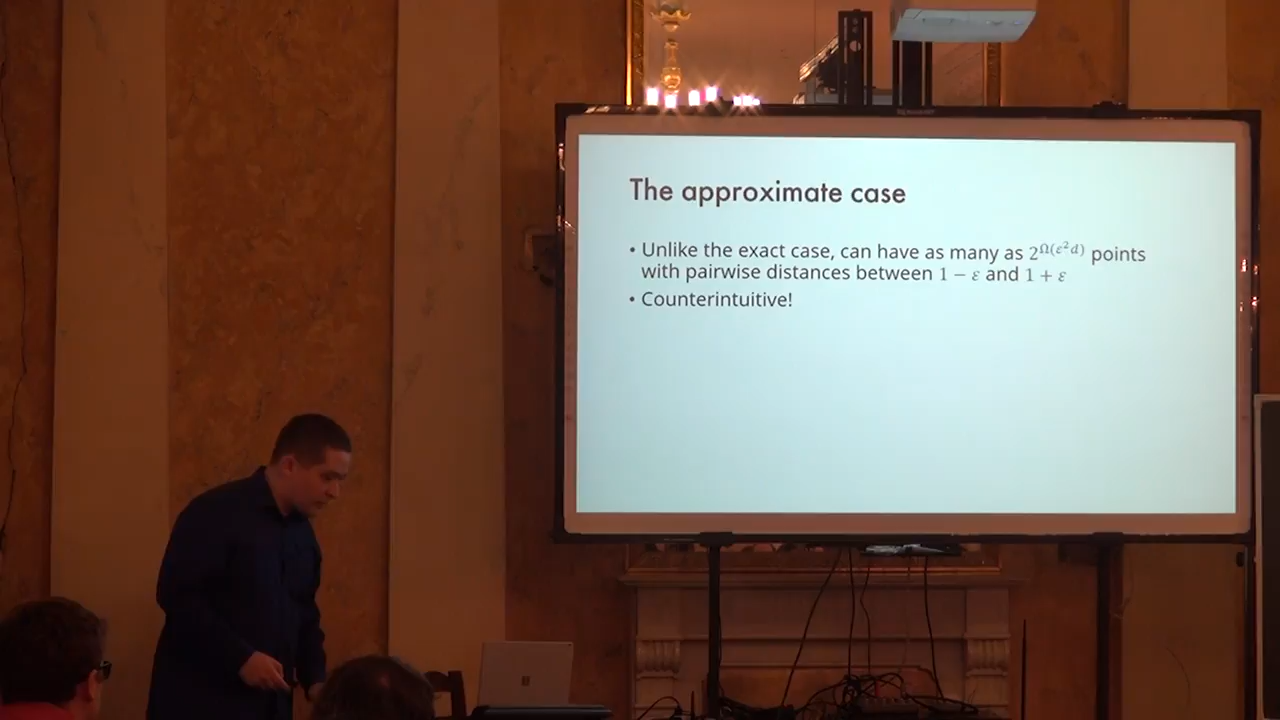 The approximate case
• Unlike the exact case, can have as many as 2^Ω(ε²d) points
with pairwise distances between 1 − ε and 1 + ε
• Counterintuitive!